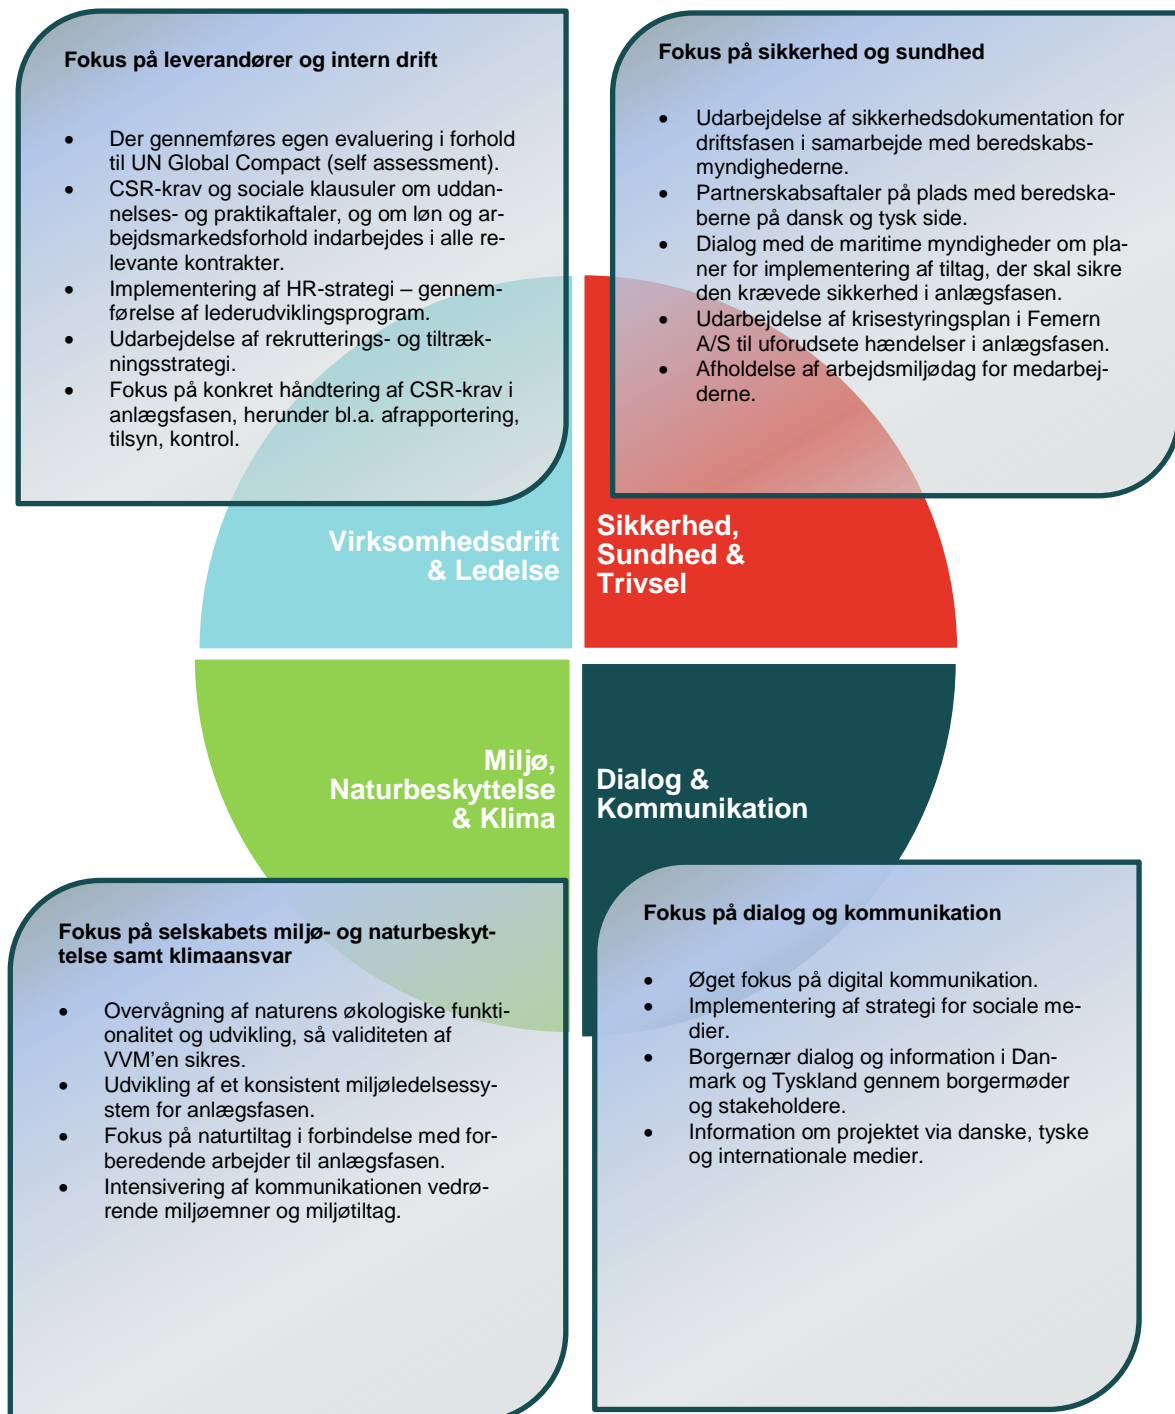 Fokus på leverandører og intern drift
• Der gennemføres egen evaluering i forhold
til UN Global Compact (self assessment).
• CSR-krav og sociale klausuler om uddan-
nelses- og praktikaftaler, og om løn og ar-
bejdsmarkedsforhold indarbejdes i alle re-
levante kontrakter.
• Implementering af HR-strategi – gennem-
førelse af lederudviklingsprogram.
• Udarbejdelse af rekrutterings- og tiltræk-
ningsstrategi.
• Fokus på konkret håndtering af CSR-krav i
anlægsfasen, herunder bl.a. afrapportering,
tilsyn, kontrol.
Fokus på sikkerhed og sundhed
• Udarbejdelse af sikkerhedsdokumentation for
driftsfasen i samarbejde med beredskabs-
myndighederne.
• Partnerskabsaftaler på plads med beredska-
berne på dansk og tysk side.
• Dialog med de maritime myndigheder om pla-
ner for implementering af tiltag, der skal sikre
den krævede sikkerhed i anlægsfasen.
• Udarbejdelse af krisestyringsplan i Femern
A/S til uforudsete hændelser i anlægsfasen.
• Afholdelse af arbejdsmiljødag for medarbej-
derne.
Virksomhedsdrift
& Ledelse
Sikkerhed,
Sundhed &
Trivsel
Miljø,
Naturbeskyttelse
& Klima
Dialog &
Kommunikation
Fokus på selskabets miljø- og naturbeskyt-
telse samt klimaansvar
• Overvågning af naturens økologiske funkti-
onalitet og udvikling, så validiteten af
VVM’en sikres.
• Udvikling af et konsistent miljøledelsessy-
stem for anlægsfasen.
• Fokus på naturtiltag i forbindelse med for-
beredende arbejder til anlægsfasen.
• Intensivering af kommunikationen vedrø-
rende miljøemner og miljøtiltag.
Fokus på dialog og kommunikation
• Øget fokus på digital kommunikation.
• Implementering af strategi for sociale me-
dier.
• Borgernær dialog og information i Dan-
mark og Tyskland gennem borgermøder
og stakeholdere.
• Information om projektet via danske, tyske
og internationale medier.